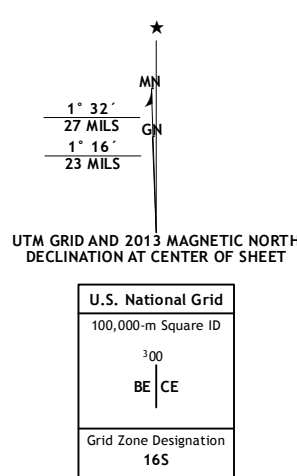 ★
MN
1° 32´
27 MILS
GN
1° 16´
23 MILS
UTM GRID AND 2013 MAGNETIC NORTH
DECLINATION AT CENTER OF SHEET
U.S. National Grid
100,000-m Square ID
³00
BE CE
Grid Zone Designation
16S